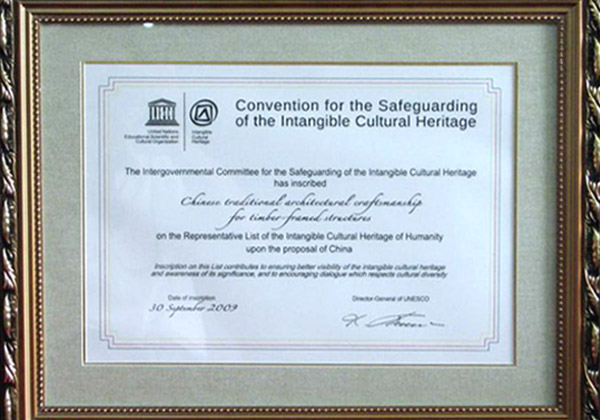 United Nations
Educational Scientific and
Cultural Organization
Intangible
Cultural
Heritage
Convention for the Safeguarding
of the Intangible Cultural Heritage
The Intergovernmental Committee for the Safeguarding of the Intangible Cultural Heritage
has inscribed
Chinese traditional architectural craftsmanship
for timber-framed structures
on the Representative List of the Intangible Cultural Heritage of Humanity
upon the proposal of China
Inscription on this List contributes to ensuring better visibility of the intangible cultural heritage
and awareness of its significance, and to encouraging dialogue which respects cultural diversity
Date of inscription
30 September 2009
Director-General of UNESCO